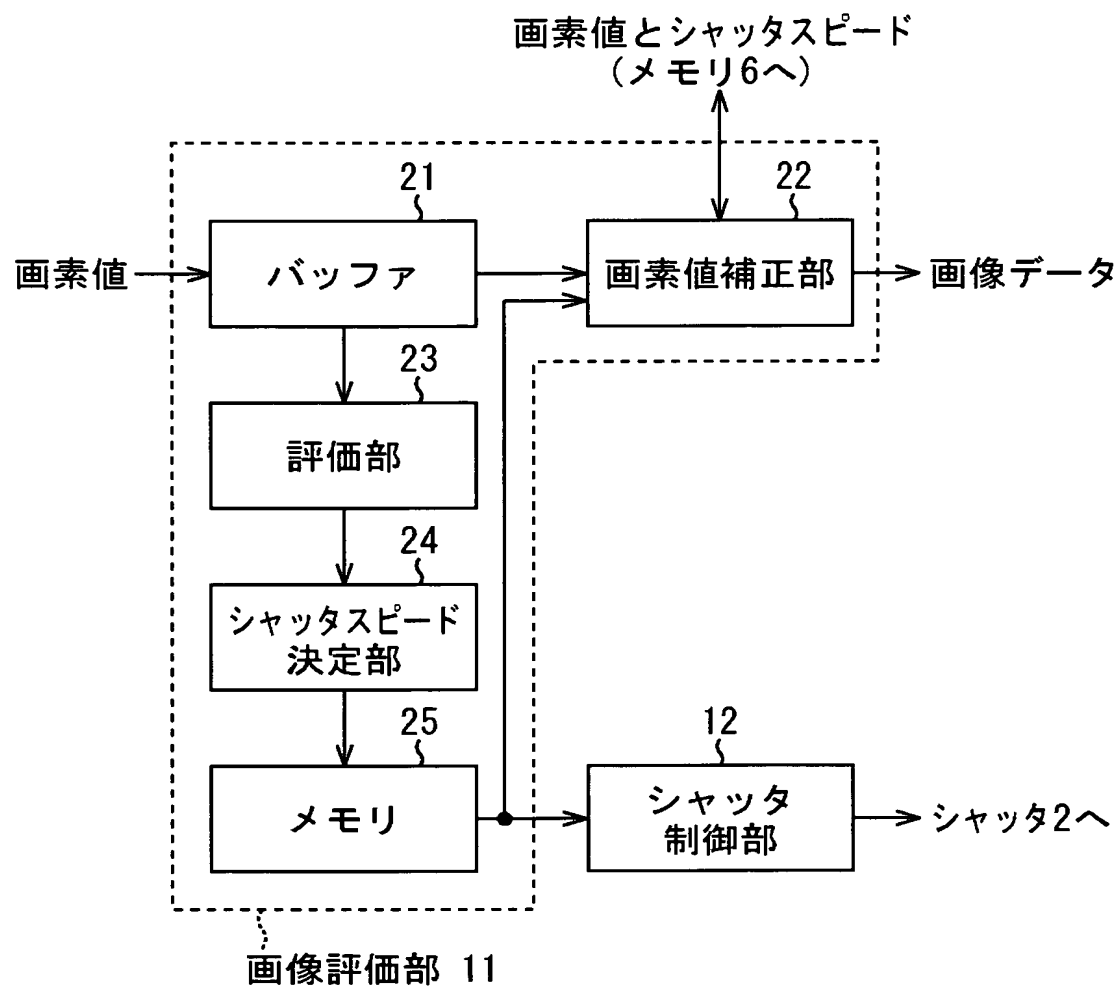 画素値とシャッタスピード
(メモリ6へ)
21
22
画素値
バッファ
画素値補正部
画像データ
23
評価部
24
シャッタスピード
決定部
25
12
メモリ
シャッタ
制御部
シャッタ2へ
画像評価部 11